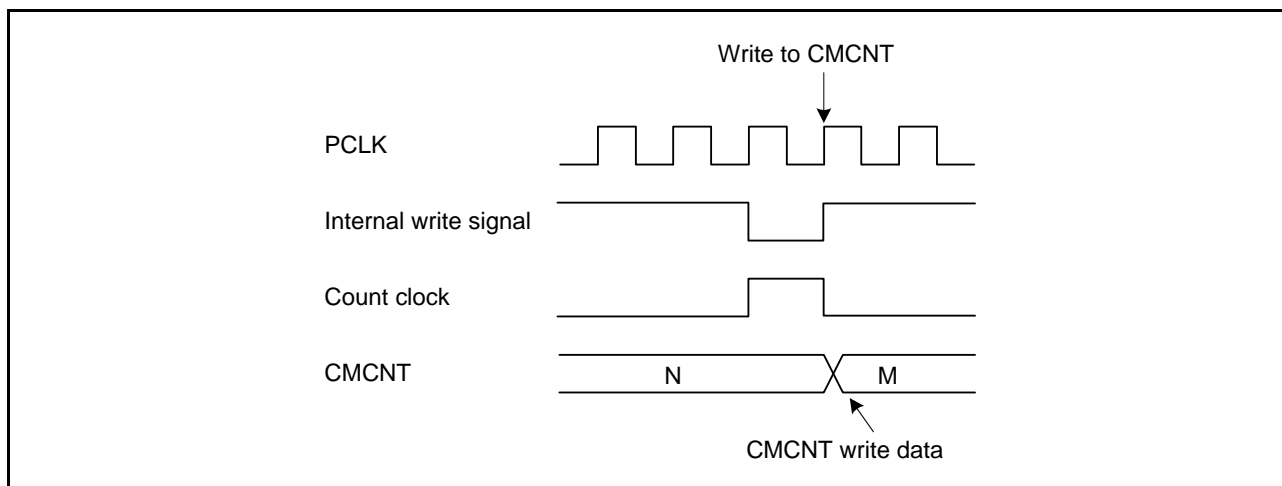 Write to CMCNT
PCLK
Internal write signal
Count clock
CMCNT
N
M
CMCNT write data